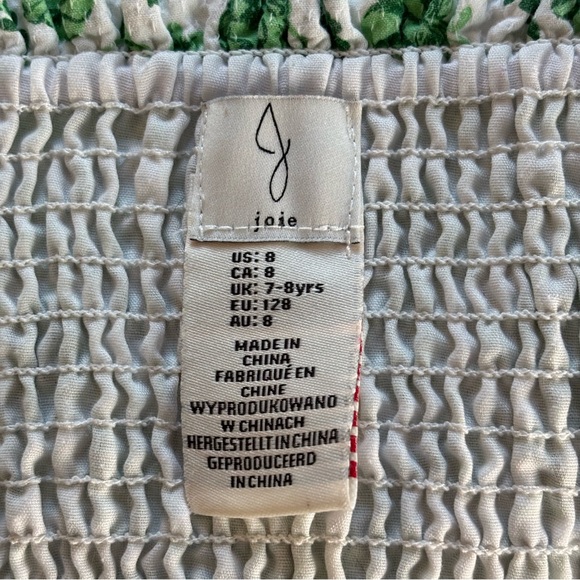 joie
US: 8
CA: 8
UK: 7-8yrs
EU: 128
AU: 8
MADE IN
CHINA
FABRIQUÉ EN
CHINE
WYPRODUKOWANO
W CHINACH
HERGESTELLT IN CHINA
GEPRODUCEERD
IN CHINA